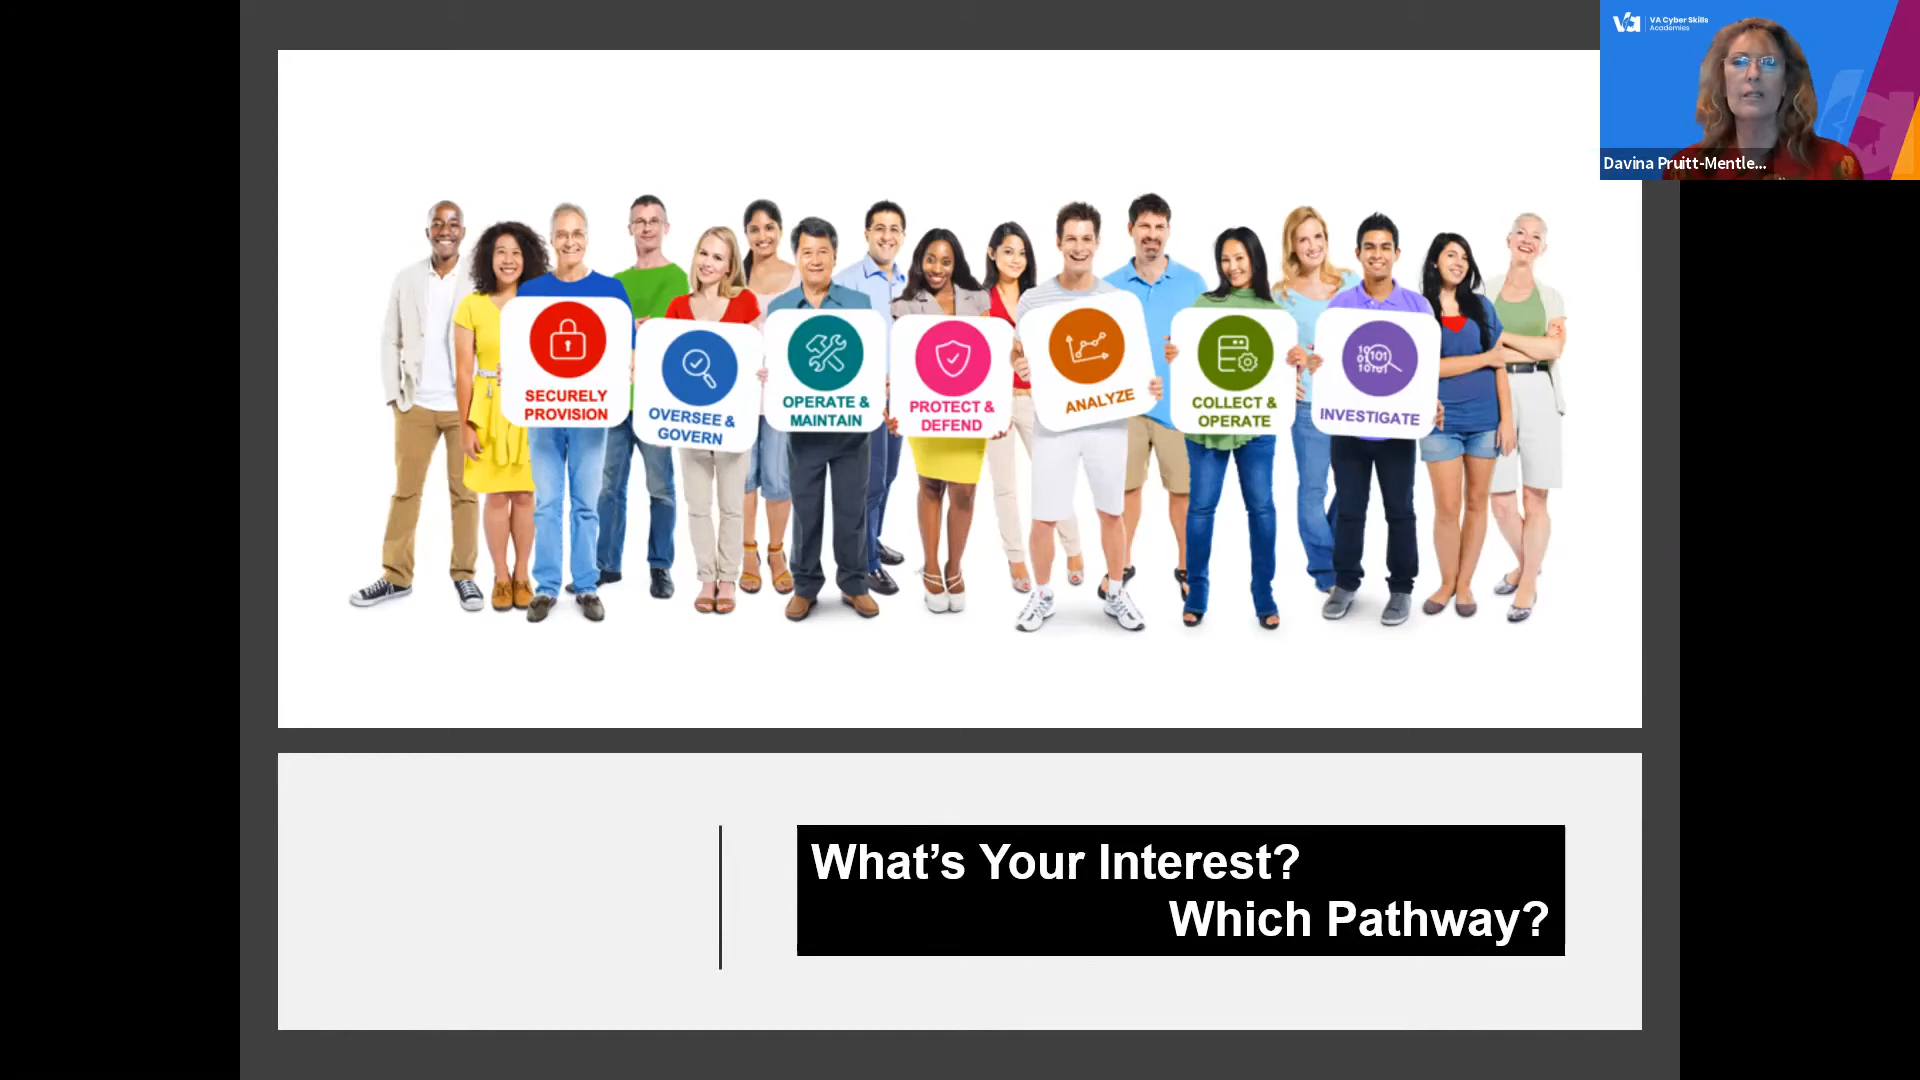 VA Cyber Skills
Academies
Davina Pruitt-Mentle...
SECURELY
PROVISION
OVERSEE &
GOVERN
OPERATE &
MAINTAIN
PROTECT &
DEFEND
ANALYZE
COLLECT &
OPERATE
INVESTIGATE
What's Your Interest?
Which Pathway?